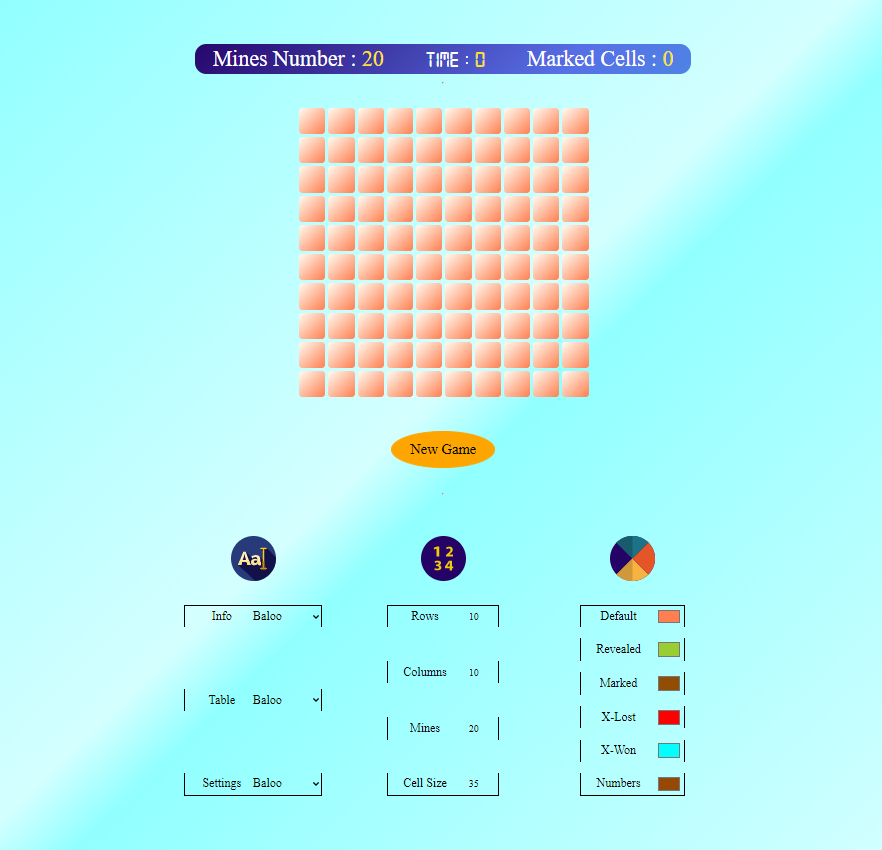 Mines Number : 20 TIME : 0 Marked Cells : 0
New Game
Aa
1 2
3 4
Info Baloo
Table Baloo
Settings Baloo
Rows 10
Columns 10
Mines 20
Cell Size 35
Default
Revealed
Marked
X-Lost
X-Won
Numbers